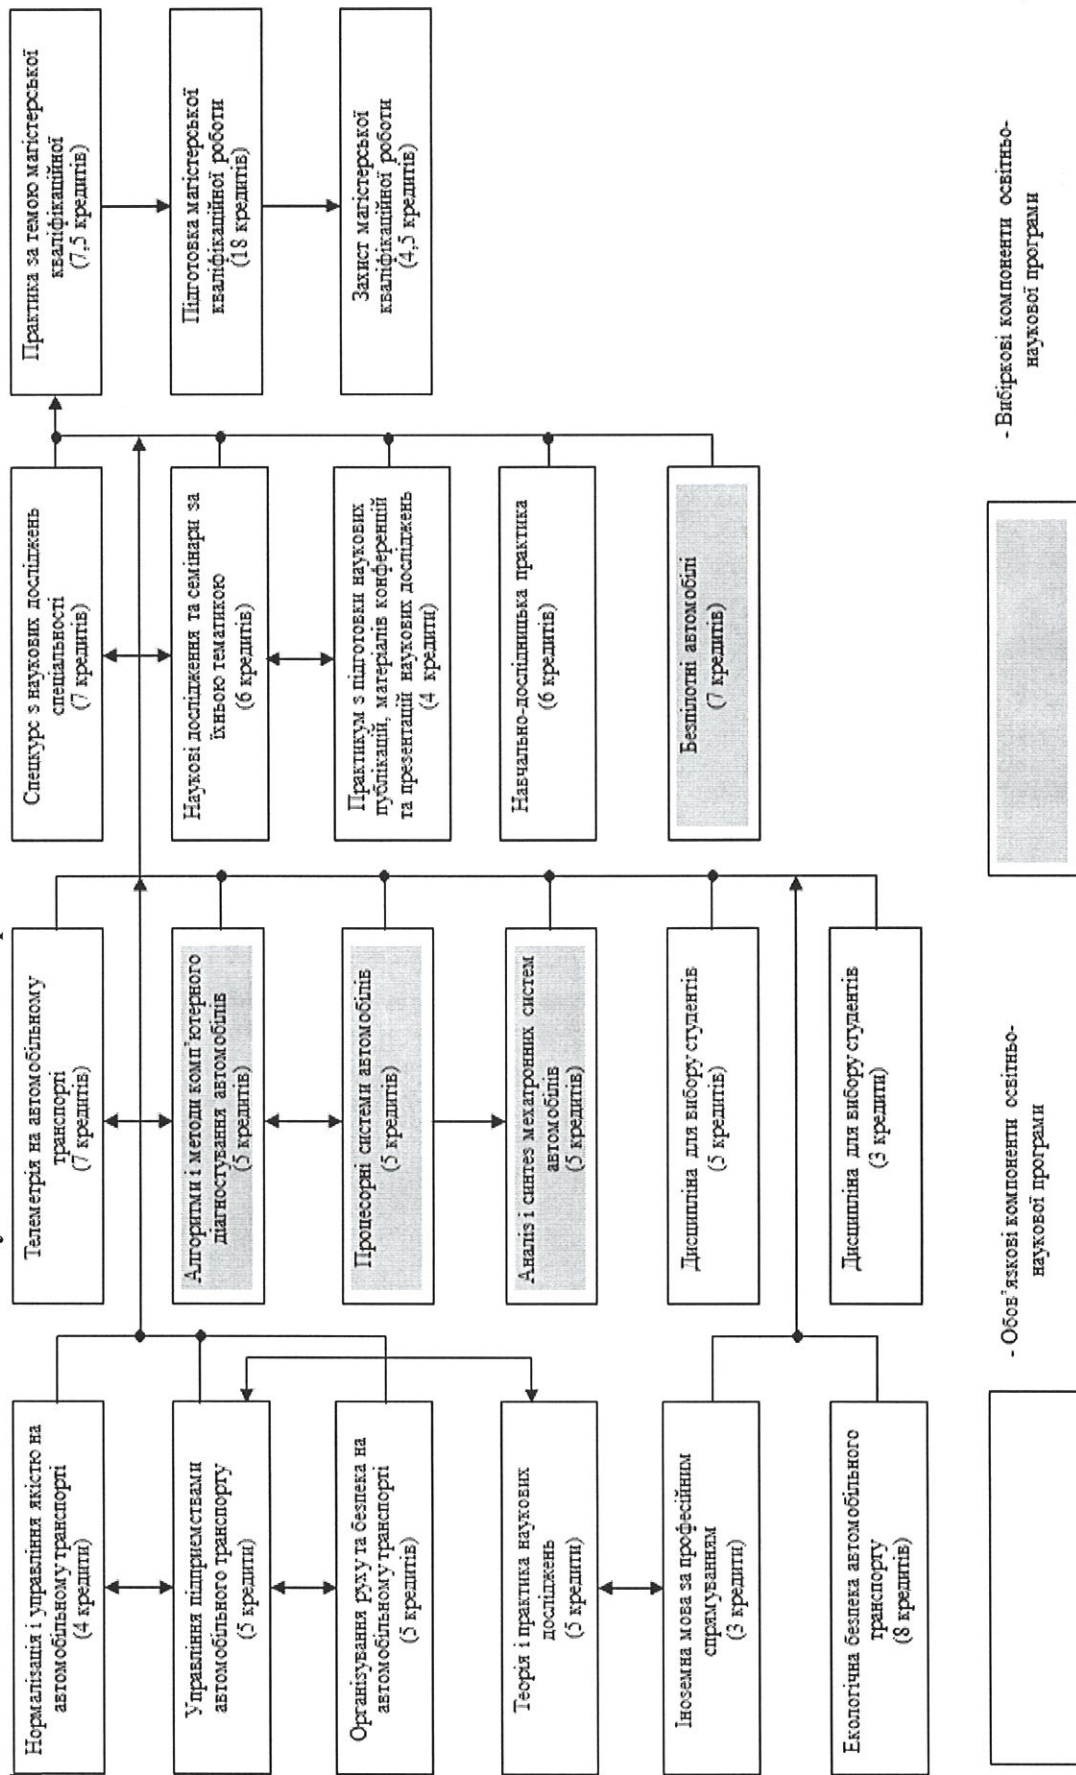 Нормалізація і управління якістю на
автомобільному транспорті
(4 кредити)
Управління підприємствами
автомобільного транспорту
(5 кредити)
Організування руху та безпека на
автомобільному транспорті
(5 кредитів)
Теорія і практика наукових
досліджень
(5 кредитів)
Іноземна мова за професійним
спрямуванням
(3 кредити)
Екологічна безпека автомобільного
транспорту
(8 кредитів)
Телеметрія на автомобільному
транспорті
(7 кредитів)
Алгоритми і методи комп'ютерного
діагностування автомобілів
(5 кредитів)
Процесорні системи автомобілів
(5 кредитів)
Аналіз і синтез мехатронних систем
автомобілів
(5 кредитів)
Дисципліна для вибору студентів
(5 кредитів)
Дисципліна для вибору студентів
(3 кредити)
Спецкурс з наукових досліджень
спеціальності
(7 кредитів)
Наукові дослідження та семінари за
їхньою тематикою
(6 кредитів)
Практикум з підготовки наукових
публікацій, матеріалів конференцій
та презентацій наукових досліджень
(4 кредити)
Навчально-дослідницька практика
(6 кредитів)
Безпілотні автомобілі
(7 кредитів)
Практика за темою магістерської
кваліфікаційної
(7,5 кредитів)
Підготовка магістерської
кваліфікаційної роботи
(18 кредитів)
Захист магістерської
кваліфікаційної роботи
(4,5 кредитів)
- Обов'язкові компоненти освітньо-
наукової програми
- Вибіркові компоненти освітньо-
наукової програми